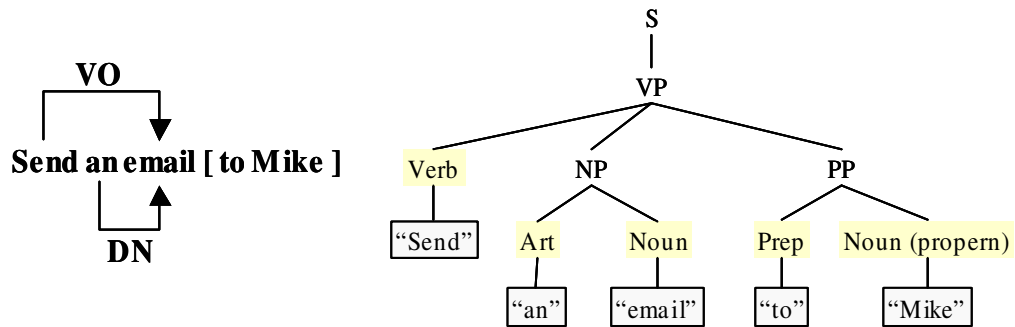 VO
Send an email [ to Mike ]
DN
S
VP
Verb NP PP
“Send” Art Noun Prep Noun (propern)
“an” “email” “to” “Mike”